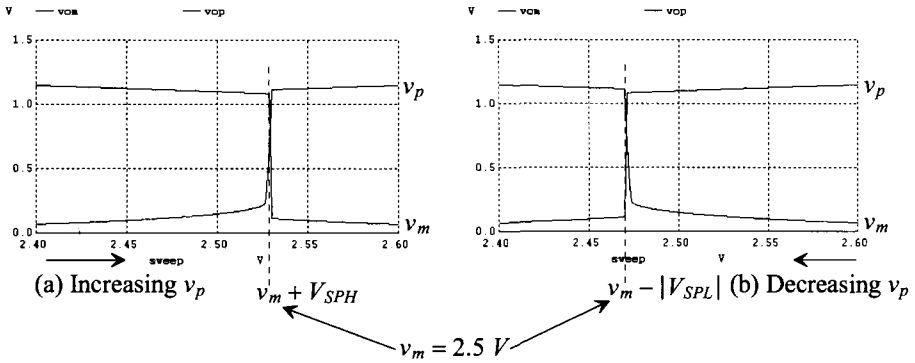 V — vom — vop
1.5
1.0
0.5
0.0
2.40 2.45 2.50 2.55 2.60
sweep V
v_p
v_m
(a) Increasing v_p
v_m + V_SPH
V — vom — vop
1.5
1.0
0.5
0.0
2.40 2.45 2.50 2.55 2.60
sweep V
v_p
v_m
v_m − |V_SPL| (b) Decreasing v_p
v_m = 2.5 V